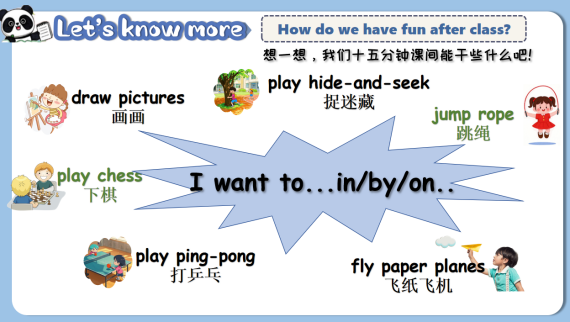 Let's know more
How do we have fun after class?
想一想，我们十五分钟课间能干些什么吧!
play hide-and-seek
捉迷藏
draw pictures
画画
jump rope
跳绳
play chess
下棋
I want to...in/by/on..
play ping-pong
打乒乓
fly paper planes
飞纸飞机